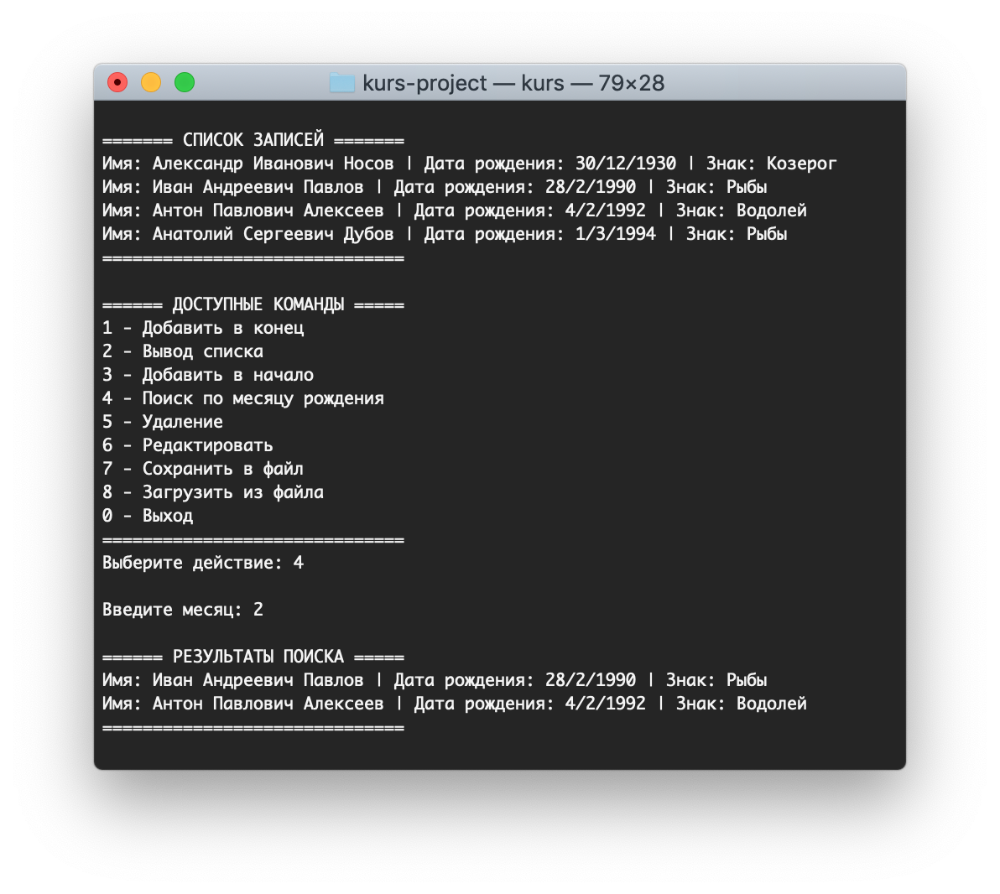 kurs-project — kurs — 79×28
======= СПИСОК ЗАПИСЕЙ =======
Имя: Александр Иванович Носов | Дата рождения: 30/12/1930 | Знак: Козерог
Имя: Иван Андреевич Павлов | Дата рождения: 28/2/1990 | Знак: Рыбы
Имя: Антон Павлович Алексеев | Дата рождения: 4/2/1992 | Знак: Водолей
Имя: Анатолий Сергеевич Дубов | Дата рождения: 1/3/1994 | Знак: Рыбы
==============================
====== ДОСТУПНЫЕ КОМАНДЫ =====
1 - Добавить в конец
2 - Вывод списка
3 - Добавить в начало
4 - Поиск по месяцу рождения
5 - Удаление
6 - Редактировать
7 - Сохранить в файл
8 - Загрузить из файла
0 - Выход
==============================
Выберите действие: 4
Введите месяц: 2
====== РЕЗУЛЬТАТЫ ПОИСКА =====
Имя: Иван Андреевич Павлов | Дата рождения: 28/2/1990 | Знак: Рыбы
Имя: Антон Павлович Алексеев | Дата рождения: 4/2/1992 | Знак: Водолей
==============================